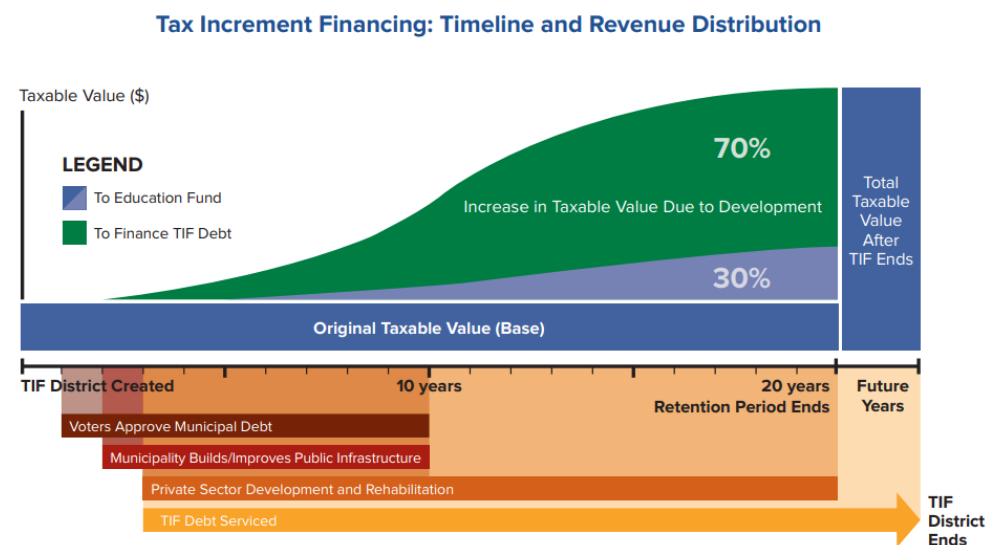 Tax Increment Financing: Timeline and Revenue Distribution
Taxable Value ($)
LEGEND
To Education Fund
To Finance TIF Debt
70%
Increase in Taxable Value Due to Development
30%
Total
Taxable
Value
After
TIF Ends
Original Taxable Value (Base)
TIF District Created
10 years
20 years
Retention Period Ends
Future
Years
Voters Approve Municipal Debt
Municipality Builds/Improves Public Infrastructure
Private Sector Development and Rehabilitation
TIF Debt Serviced
TIF
District
Ends